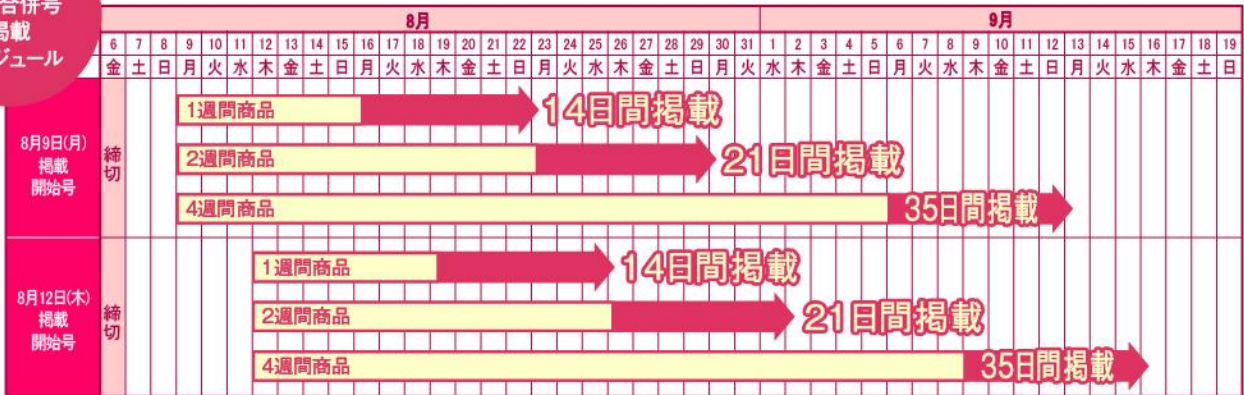 合併号
掲載
ジュール
8月 9月
6 7 8 9 10 11 12 13 14 15 16 17 18 19 20 21 22 23 24 25 26 27 28 29 30 31 1 2 3 4 5 6 7 8 9 10 11 12 13 14 15 16 17 18 19
金 土 日 月 火 水 木 金 土 日 月 火 水 木 金 土 日 月 火 水 木 金 土 日 月 火 水 木 金 土 日 月 火 水 木 金 土 日 月 火 水 木 金 土 日
8月9日(月)
掲載
開始号
締切
1週間商品 14日間掲載
2週間商品 21日間掲載
4週間商品 35日間掲載
8月12日(木)
掲載
開始号
締切
1週間商品 14日間掲載
2週間商品 21日間掲載
4週間商品 35日間掲載